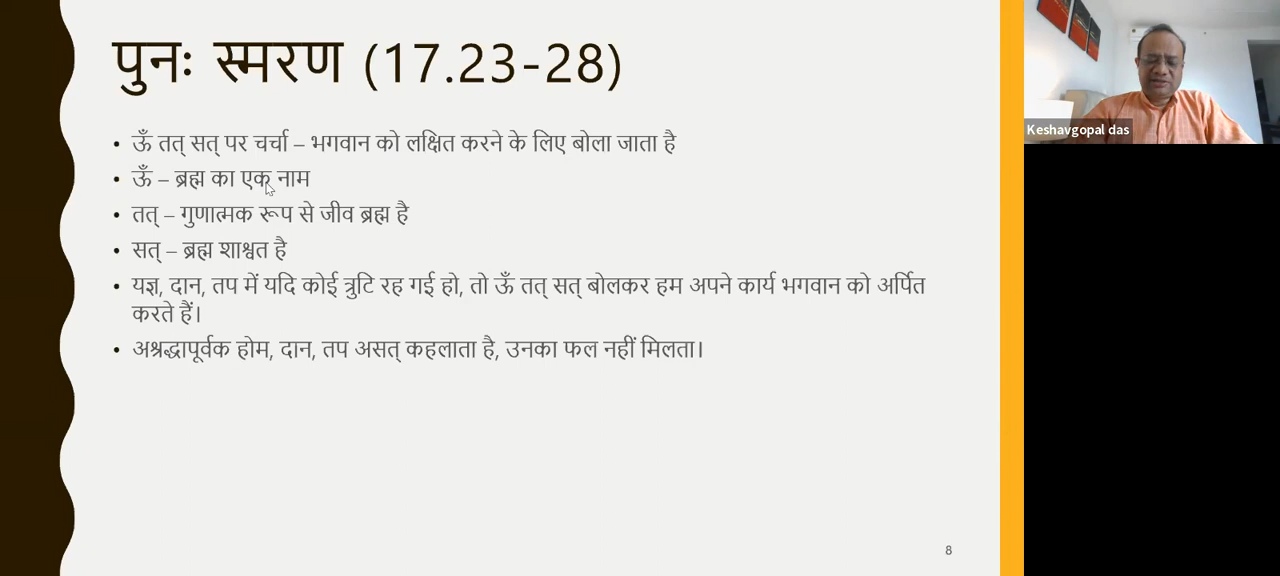 पुनः स्मरण (17.23-28)
• ऊँ तत् सत् पर चर्चा – भगवान को लक्षित करने के लिए बोला जाता है
• ऊँ – ब्रह्म का एक नाम
• तत् – गुणात्मक रूप से जीव ब्रह्म है
• सत् – ब्रह्म शाश्वत है
• यज्ञ, दान, तप में यदि कोई त्रुटि रह गई हो, तो ऊँ तत् सत् बोलकर हम अपने कार्य भगवान को अर्पित
करते हैं।
• अश्रद्धापूर्वक होम, दान, तप असत् कहलाता है, उनका फल नहीं मिलता।
8
Keshavgopal das